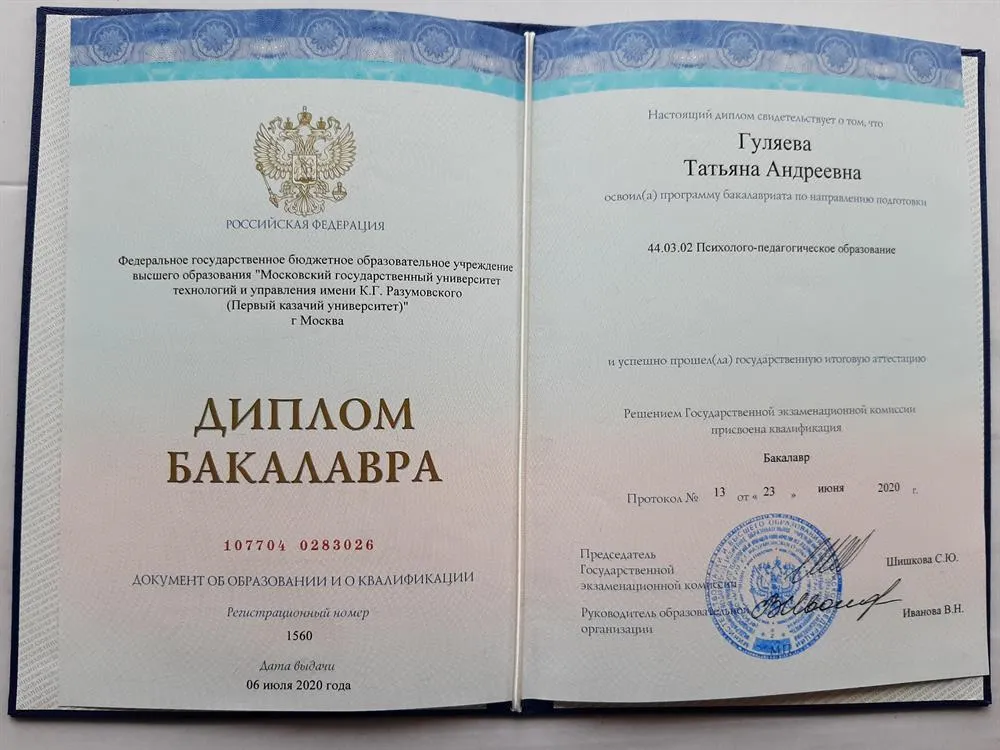 РОССИЙСКАЯ ФЕДЕРАЦИЯ
Федеральное государственное бюджетное образовательное учреждение
высшего образования "Московский государственный университет
технологий и управления имени К.Г. Разумовского
(Первый казачий университет)"
г Москва
ДИПЛОМ
БАКАЛАВРА
107704 0283026
ДОКУМЕНТ ОБ ОБРАЗОВАНИИ И О КВАЛИФИКАЦИИ
Регистрационный номер
1560
Дата выдачи
06 июля 2020 года
Настоящий диплом свидетельствует о том, что
Гуляева
Татьяна Андреевна
освоил(а) программу бакалавриата по направлению подготовки
44.03.02 Психолого-педагогическое образование
и успешно прошел(ла) государственную итоговую аттестацию
Решением Государственной экзаменационной комиссии
присвоена квалификация
Бакалавр
Протокол № 13 от « 23 » июня 2020 г.
Председатель
Государственной
экзаменационной комиссии
Шишкова С.Ю.
Руководитель образовательной
организации
Иванова В.Н.
МП